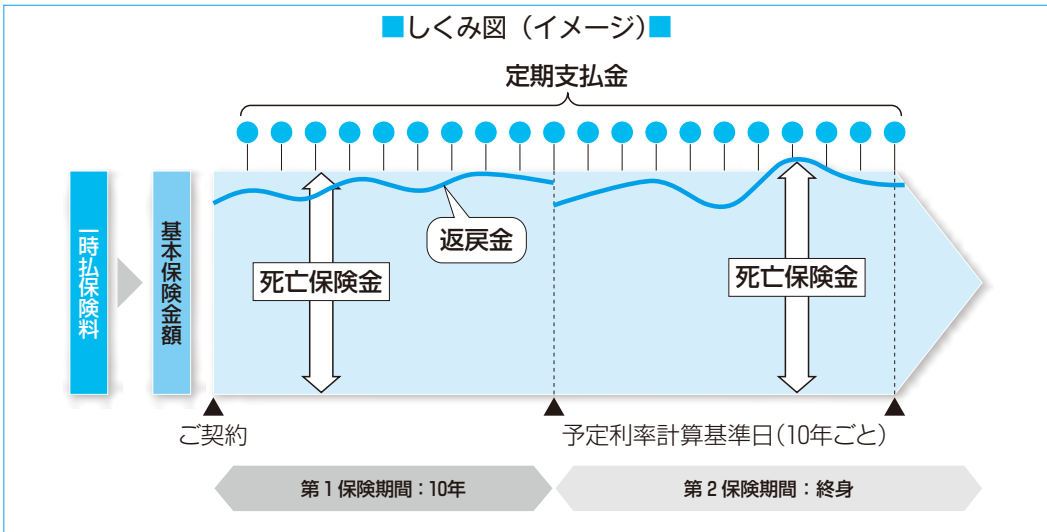 ■しくみ図（イメージ）■
定期支払金
一時払保険料
基本保険金額
返戻金
死亡保険金
死亡保険金
ご契約
予定利率計算基準日（10年ごと）
第1保険期間：10年
第2保険期間：終身